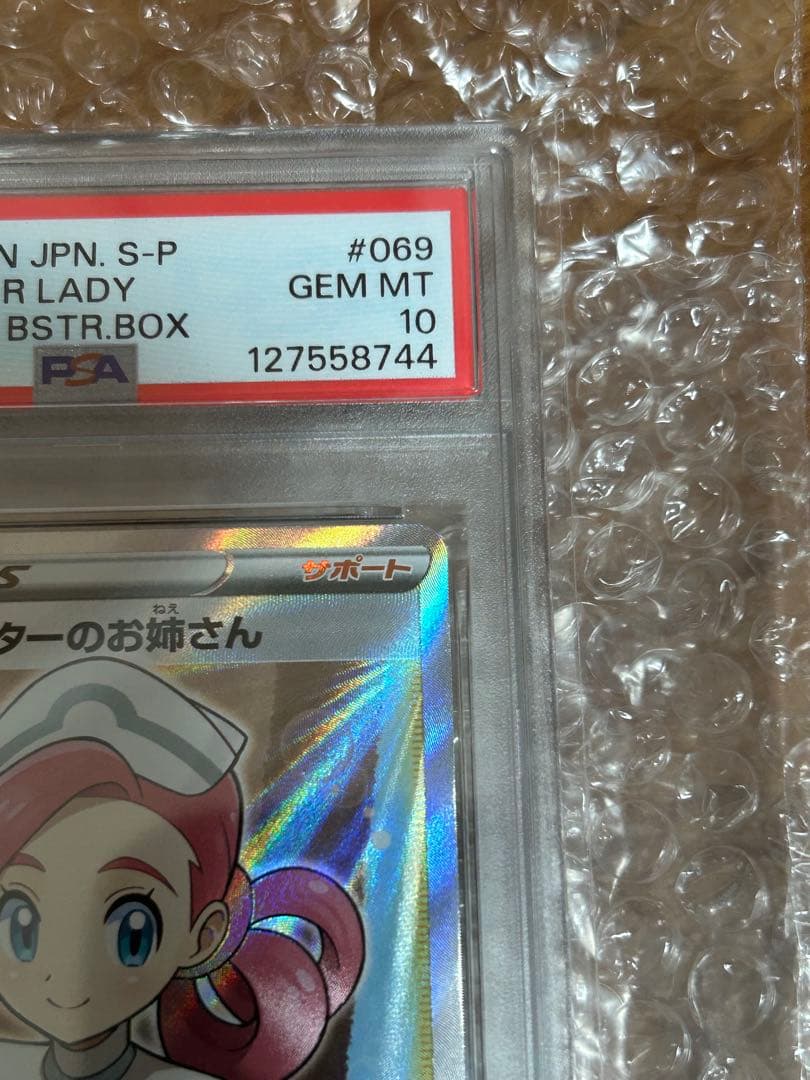 N JPN. S-P #069
R LADY GEM MT
BSTR.BOX 10
PSA 127558744
S サポート
ねえ
ターのお姉さん